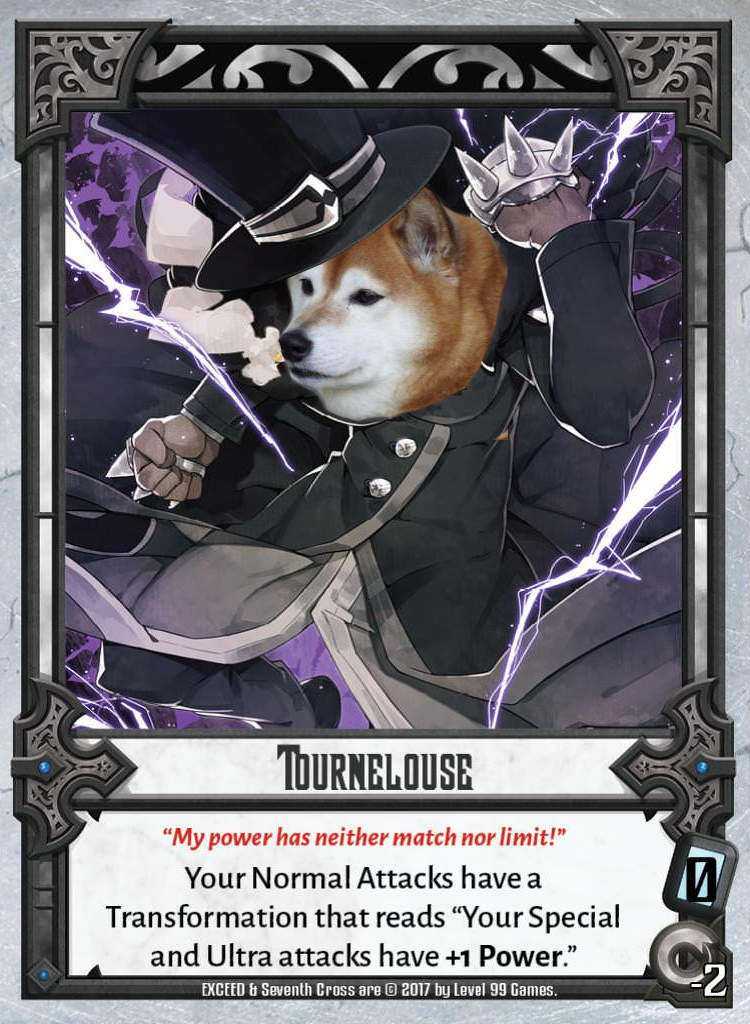 TOURNELOUSE
“My power has neither match nor limit!”
Your Normal Attacks have a
Transformation that reads “Your Special
and Ultra attacks have +1 Power.”
0
-2
EXCEED & Seventh Cross are © 2017 by Level 99 Games.